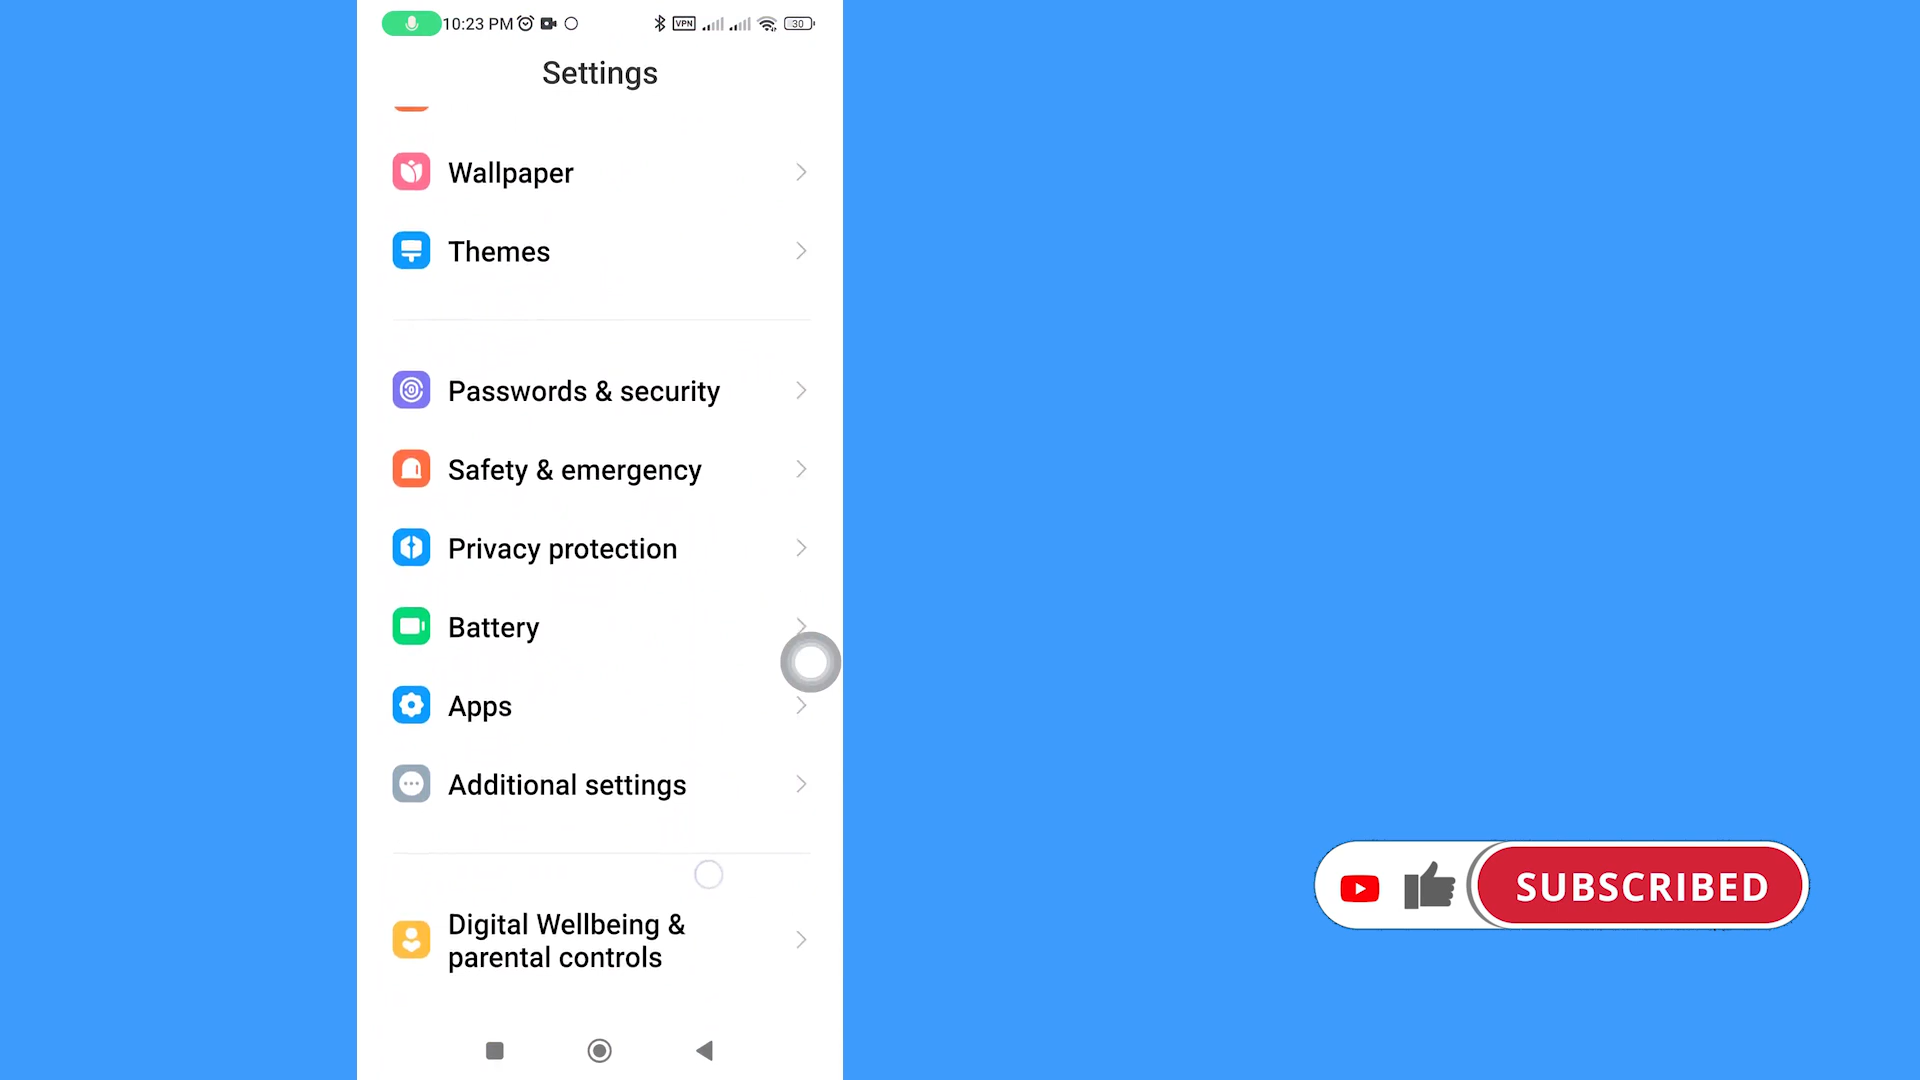 10:23 PM
VPN
30
Settings
Wallpaper
Themes
Passwords & security
Safety & emergency
Privacy protection
Battery
Apps
Additional settings
Digital Wellbeing &
parental controls
SUBSCRIBED